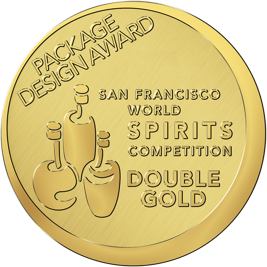 PACKAGE
DESIGN AWARD
SAN FRANCISCO
WORLD
SPIRITS
COMPETITION
DOUBLE
GOLD